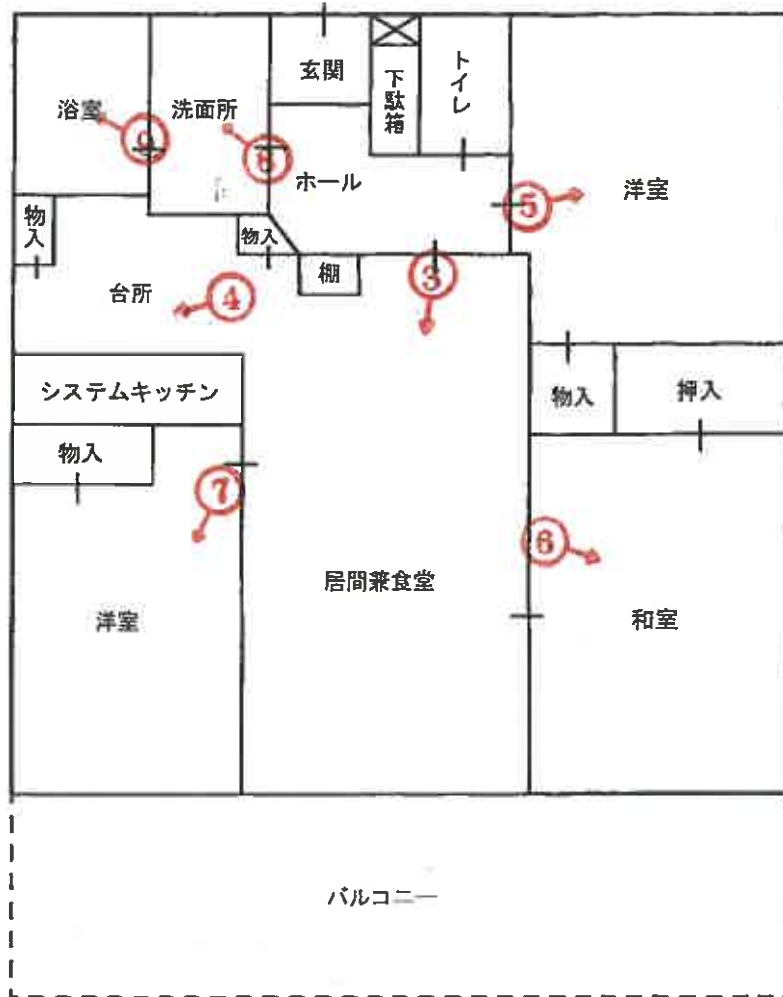 玄関
下駄箱
トイレ
浴室
⑨
洗面所
⑧
ホール
⑤
洋室
物入
物入
棚
③
台所
④
システムキッチン
物入
押入
物入
⑦
⑥
居間兼食堂
洋室
和室
バルコニー